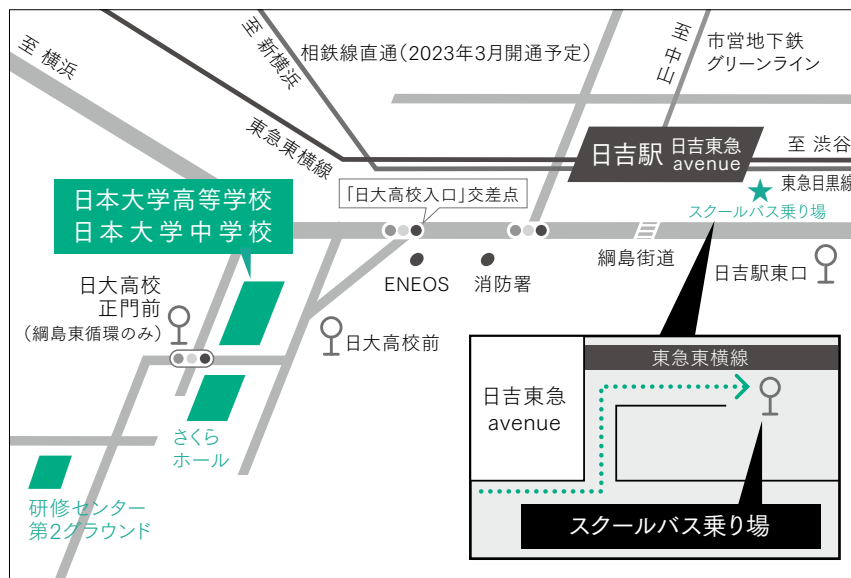 至 横浜
至 新横浜
相鉄線直通(2023年3月開通予定)
至 中山
市営地下鉄
グリーンライン
東急東横線
日吉駅
日吉東急
avenue
至 渋谷
東急目黒線
スクールバス乗り場
日本大学高等学校
日本大学中学校
「日大高校入口」交差点
ENEOS
消防署
綱島街道
日吉駅東口
日大高校
正門前
(綱島東循環のみ)
日大高校前
さくら
ホール
研修センター
第2グラウンド
東急東横線
日吉東急
avenue
スクールバス乗り場